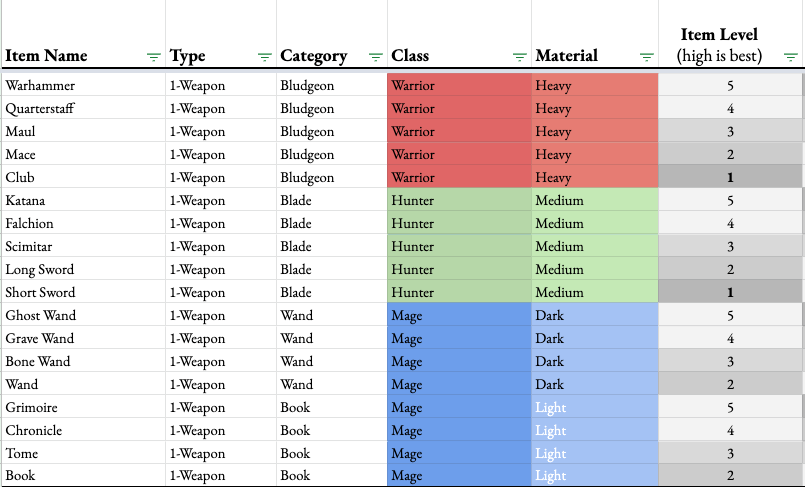 Item Name Type Category Class Material Item Level (high is best)
Warhammer 1-Weapon Bludgeon Warrior Heavy 5
Quarterstaff 1-Weapon Bludgeon Warrior Heavy 4
Maul 1-Weapon Bludgeon Warrior Heavy 3
Mace 1-Weapon Bludgeon Warrior Heavy 2
Club 1-Weapon Bludgeon Warrior Heavy 1
Katana 1-Weapon Blade Hunter Medium 5
Falchion 1-Weapon Blade Hunter Medium 4
Scimitar 1-Weapon Blade Hunter Medium 3
Long Sword 1-Weapon Blade Hunter Medium 2
Short Sword 1-Weapon Blade Hunter Medium 1
Ghost Wand 1-Weapon Wand Mage Dark 5
Grave Wand 1-Weapon Wand Mage Dark 4
Bone Wand 1-Weapon Wand Mage Dark 3
Wand 1-Weapon Wand Mage Dark 2
Grimoire 1-Weapon Book Mage Light 5
Chronicle 1-Weapon Book Mage Light 4
Tome 1-Weapon Book Mage Light 3
Book 1-Weapon Book Mage Light 2